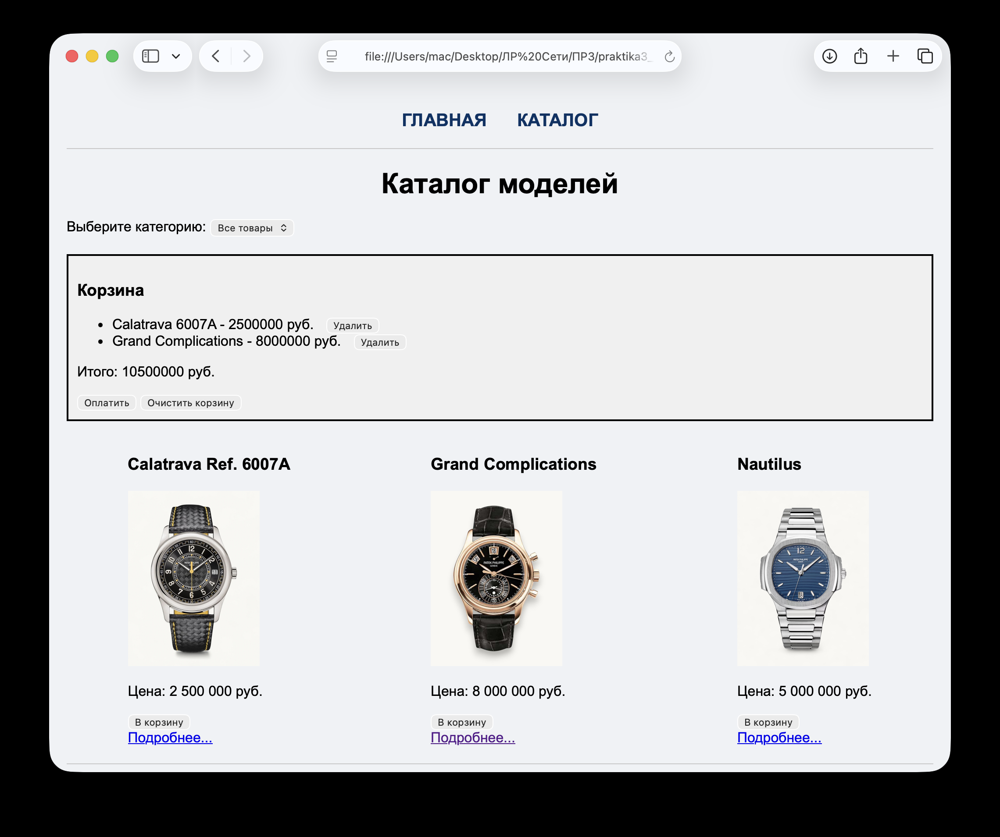 file:///Users/mac/Desktop/ЛР%20Сети/ПР3/praktika3_
ГЛАВНАЯ КАТАЛОГ
Каталог моделей
Выберите категорию: Все товары
Корзина
• Calatrava 6007A - 2500000 руб. Удалить
• Grand Complications - 8000000 руб. Удалить
Итого: 10500000 руб.
Оплатить Очистить корзину
Calatrava Ref. 6007A Grand Complications Nautilus
PATEK PHILIPPE
GENEVE
Цена: 2 500 000 руб. Цена: 8 000 000 руб. Цена: 5 000 000 руб.
В корзину В корзину В корзину
Подробнее... Подробнее... Подробнее...